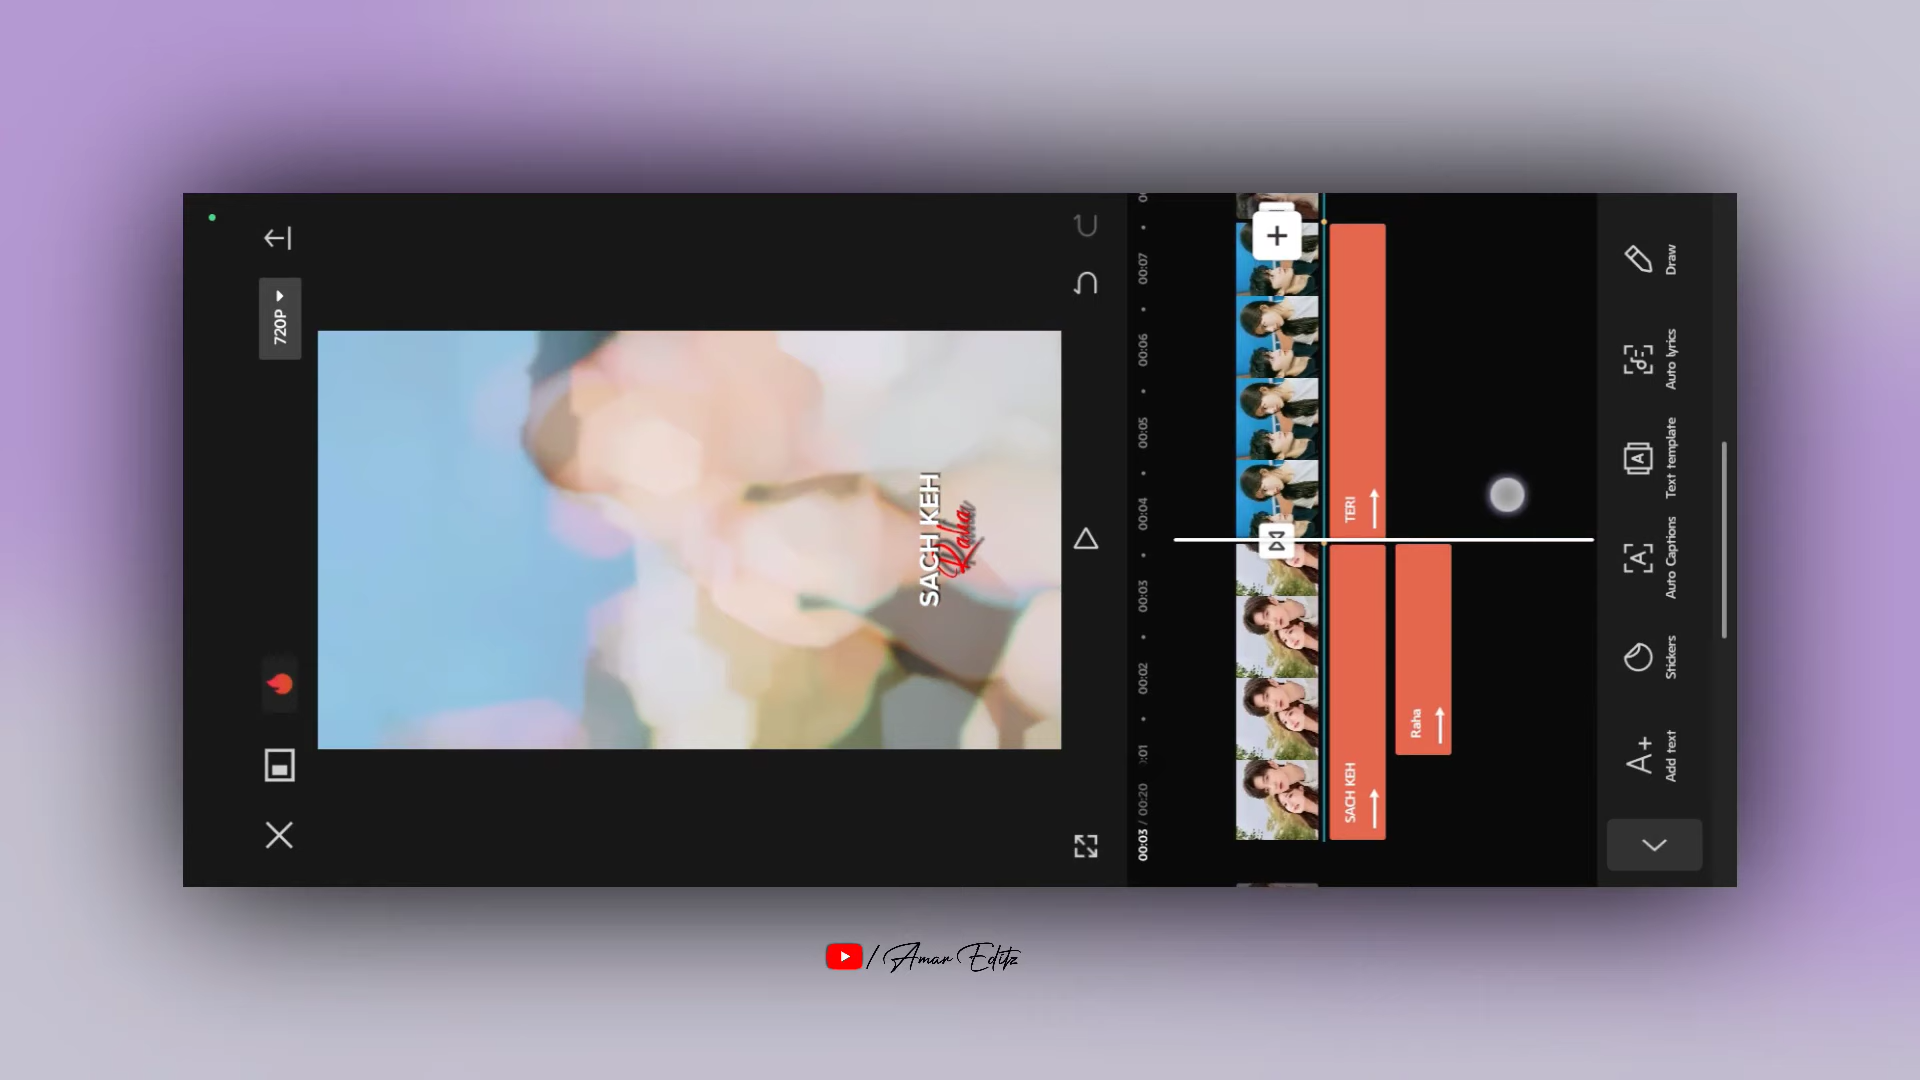 720P
SACH KEH
Raha
00:03 / 00:20
:01
00:02
00:03
00:04
00:05
00:06
00:07
SACH KEH
TERI
Raha
Add text
Stickers
Auto Captions
Text template
Auto lyrics
Draw
/ Amar Editz